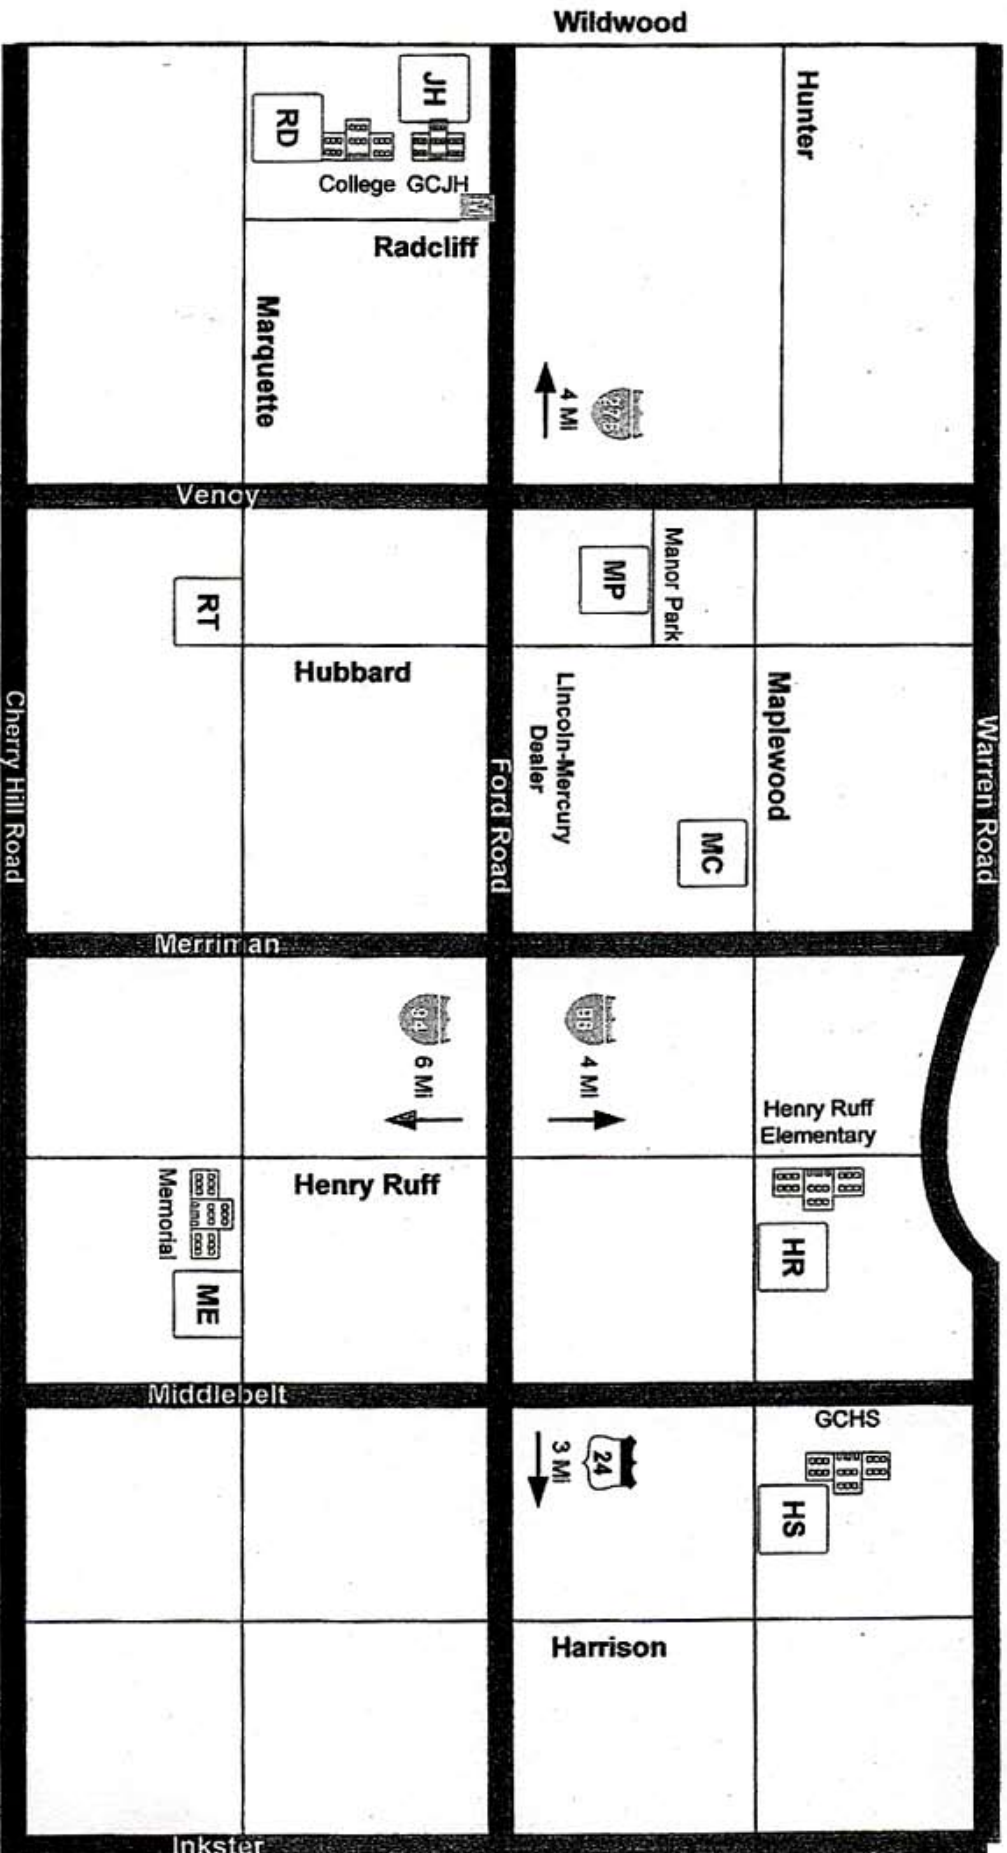 Wildwood
JH
RD
College GCJH
Hunter
Radcliff
Marquette
275
4 Mi
Venoy
RT
MP
Manor Park
Hubbard
Lincoln-Mercury
Dealer
Maplewood
MC
Cherry Hill Road
Ford Road
Warren Road
Merriman
94
6 Mi
96
4 Mi
Henry Ruff
Elementary
Henry Ruff
HR
Memorial
ME
Middlebelt
GCHS
24
3 Mi
HS
Harrison
Inkster